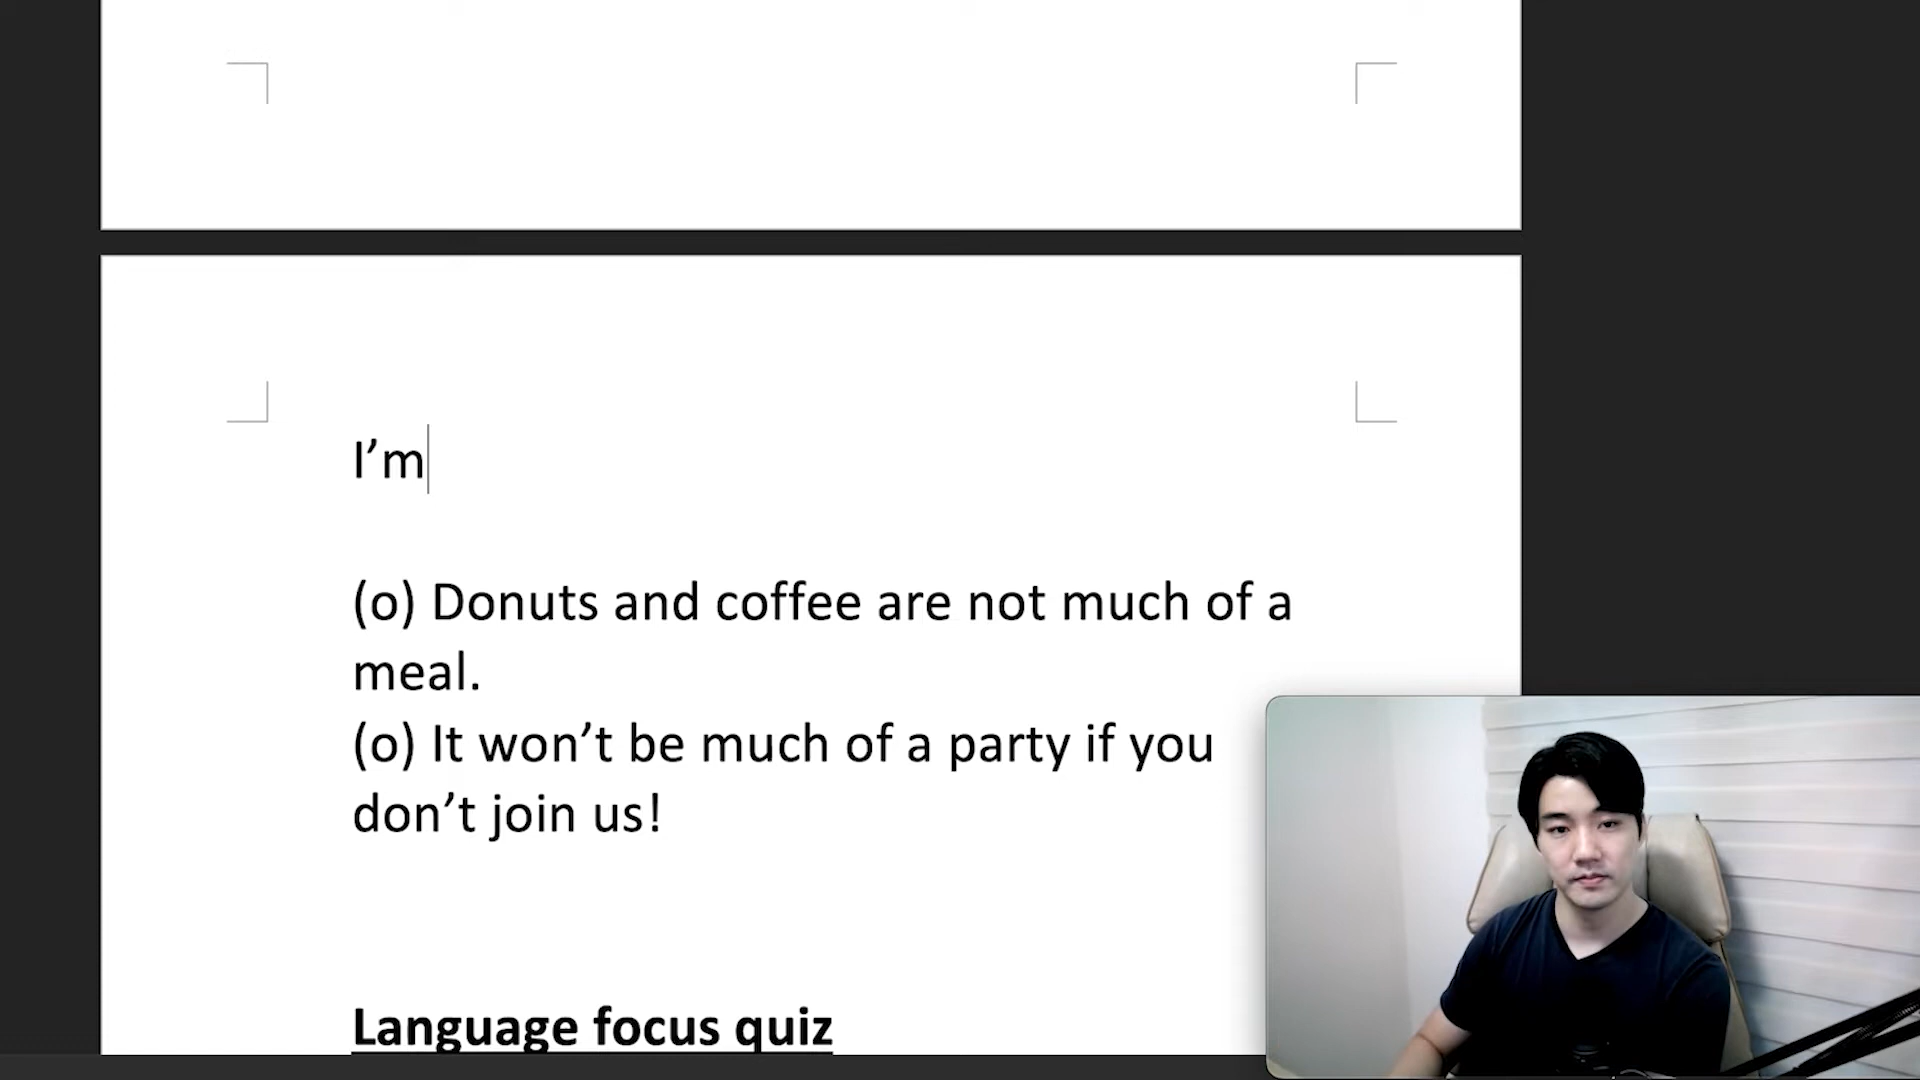 I’m
(o) Donuts and coffee are not much of a
meal.
(o) It won’t be much of a party if you
don’t join us!
Language focus quiz